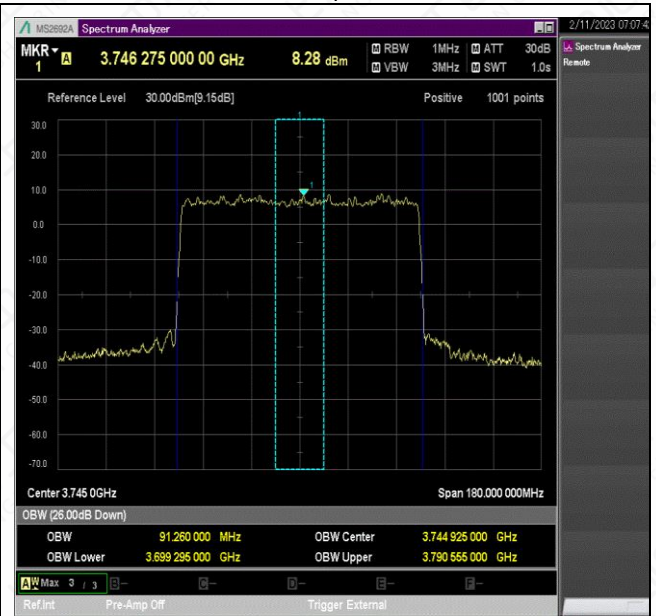 MS2692A Spectrum Analyzer
2/11/2023 07:07:42
MKR 1 A 3.746 275 000 00 GHz 8.28 dBm
M RBW 1MHz M ATT 30dB
M VBW 3MHz M SWT 1.0s
Spectrum Analyzer
Remote
Reference Level 30.00dBm[9.15dB] Positive 1001 points
1
30.0
20.0
10.0
1
0.0
-10.0
-20.0
-30.0
-40.0
-50.0
-60.0
-70.0
Center 3.745 0GHz Span 180.000 000MHz
OBW (26.00dB Down)
OBW 91.260 000 MHz OBW Center 3.744 925 000 GHz
OBW Lower 3.699 295 000 GHz OBW Upper 3.790 555 000 GHz
A W Max 3 / 3 B- C- D- E- F-
Ref.Int Pre-Amp Off Trigger External